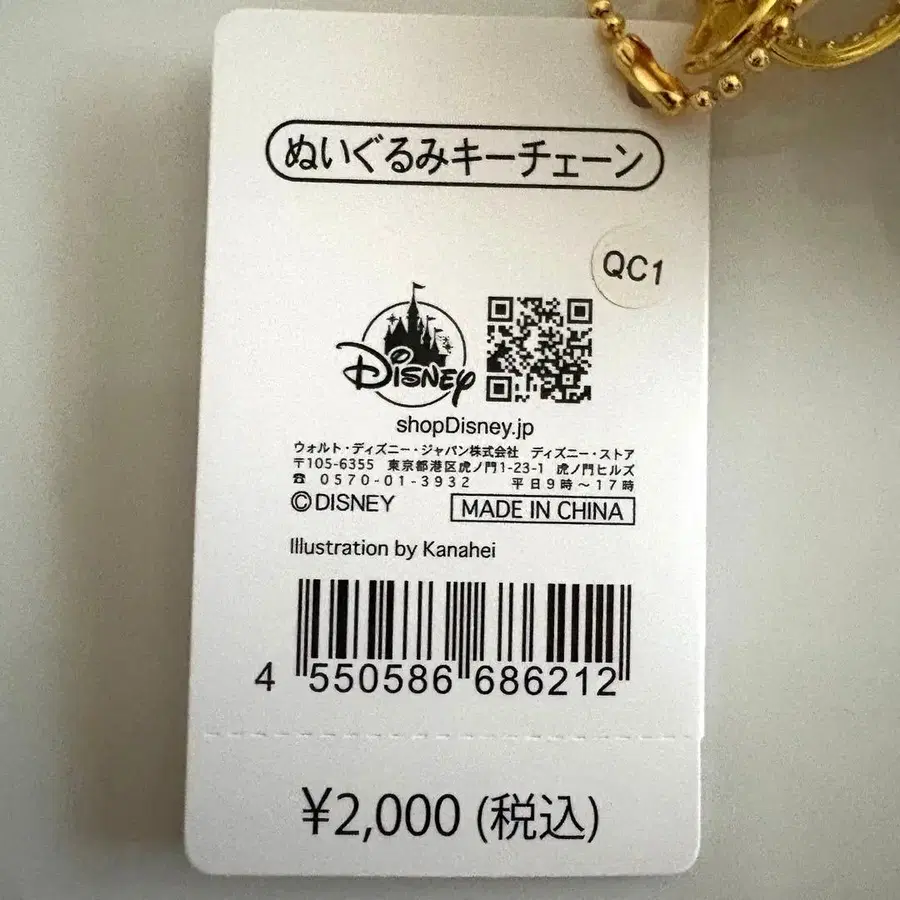 ぬいぐるみキーチェーン
QC1
Disney
shopDisney.jp
ウォルト・ディズニー・ジャパン株式会社 ディズニー・ストア
〒105-6355 東京都港区虎ノ門1-23-1 虎ノ門ヒルズ
☎ 0570-01-3932 平日9時~17時
©DISNEY MADE IN CHINA
Illustration by Kanahei
4 550586 686212
¥2,000 (税込)